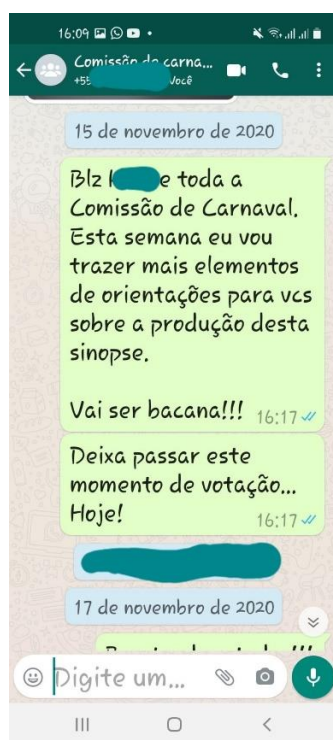 16:09
Comissão de carna...
+55
Você
15 de novembro de 2020
Blz
e toda a
Comissão de Carnaval.
Esta semana eu vou
trazer mais elementos
de orientações para vcs
sobre a produção desta
sinopse.
Vai ser bacana!!! 16:17
Deixa passar este
momento de votação...
Hoje! 16:17
17 de novembro de 2020
Digite um...